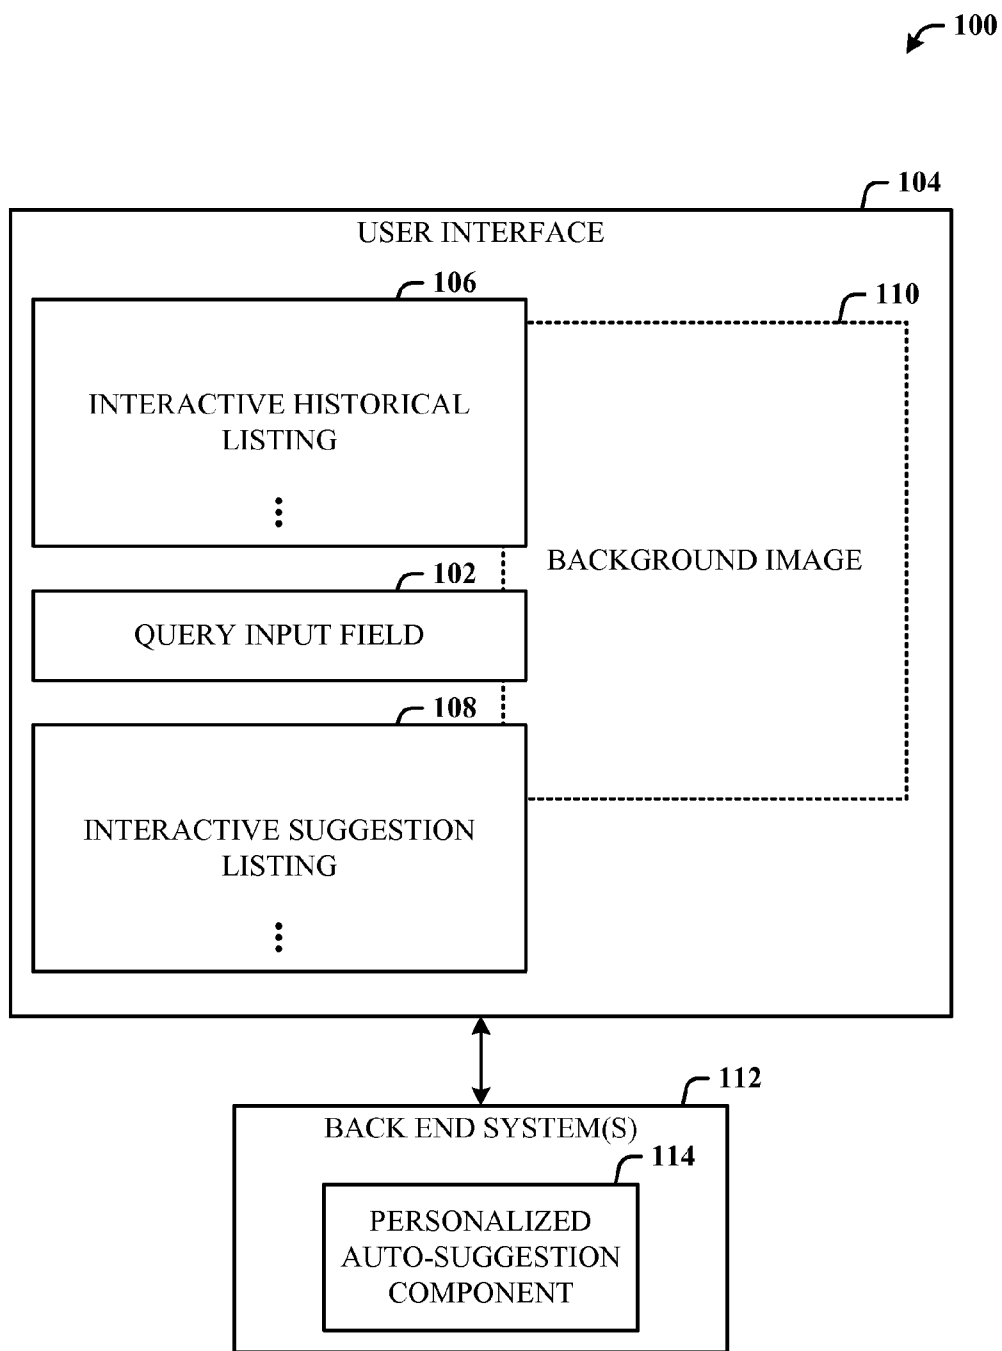 100
104
USER INTERFACE
106
110
INTERACTIVE HISTORICAL
LISTING
BACKGROUND IMAGE
102
QUERY INPUT FIELD
108
INTERACTIVE SUGGESTION
LISTING
112
BACK END SYSTEM(S)
114
PERSONALIZED
AUTO-SUGGESTION
COMPONENT